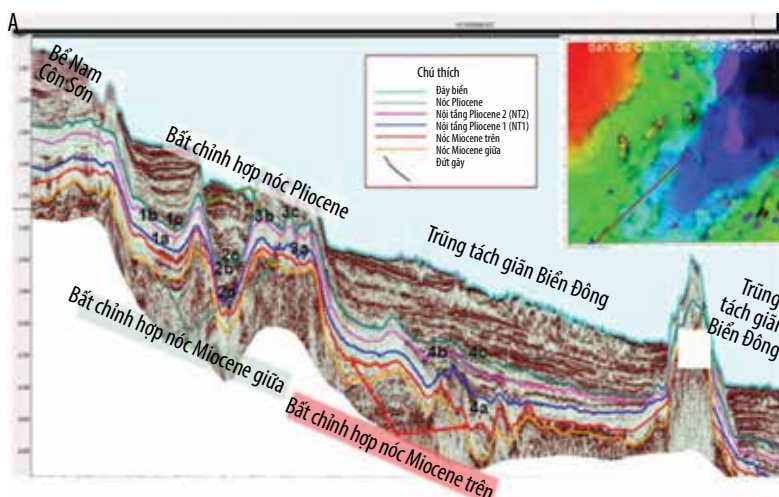 A
Bể Nam
Côn Sơn
Bất chỉnh hợp nóc Pliocene
Chú thích
Đáy biển
Nóc Pliocene
Nội tầng Pliocene 2 (NT2)
Nội tầng Pliocene 1 (NT1)
Nóc Miocene trên
Nóc Miocene giữa
Đứt gãy
Trũng tách giãn Biển Đông
Trũng
tách giãn
Biển Đông
1b 1c
1a
2c
2b
2a
3b 3c
3a
4b 4c
4a
Bất chỉnh hợp nóc Miocene giữa
Bất chỉnh hợp nóc Miocene trên